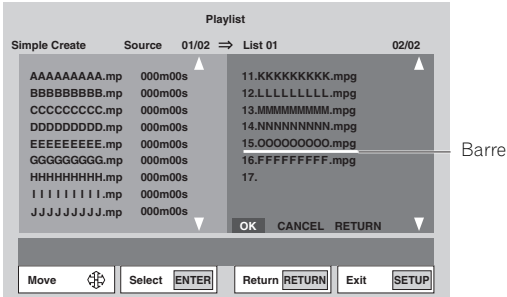 Playlist
Simple Create Source 01/02 ⇒ List 01 02/02
AAAAAAAAA.mp 000m00s 11.KKKKKKKKK.mpg
BBBBBBBBB.mp 000m00s 12.LLLLLLLLL.mpg
CCCCCCCCC.mp 000m00s 13.MMMMMMMMM.mpg
DDDDDDDDD.mp 000m00s 14.NNNNNNNNN.mpg
EEEEEEEEE.mp 000m00s 15.OOOOOOOOO.mpg Barre
GGGGGGGGG.mp 000m00s 16.FFFFFFFFF.mpg
HHHHHHHHH.mp 000m00s 17.
IIIIIIIII.mp 000m00s
JJJJJJJJJ.mp 000m00s
OK CANCEL RETURN
Move Select ENTER Return RETURN Exit SETUP